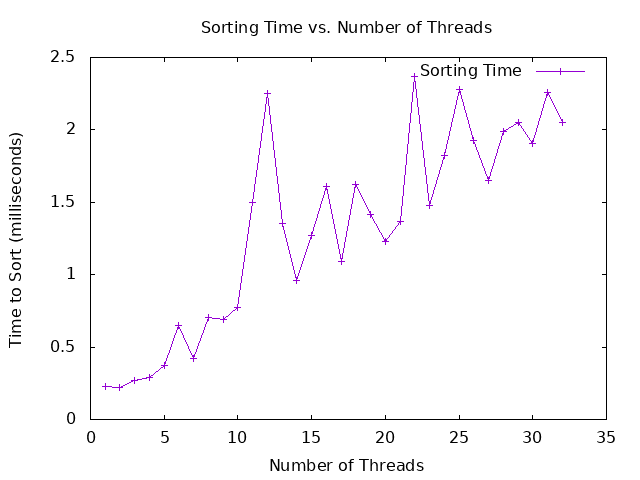 Sorting Time vs. Number of Threads
Sorting Time
Time to Sort (milliseconds)
2.5
2
1.5
1
0.5
0
0 5 10 15 20 25 30 35
Number of Threads